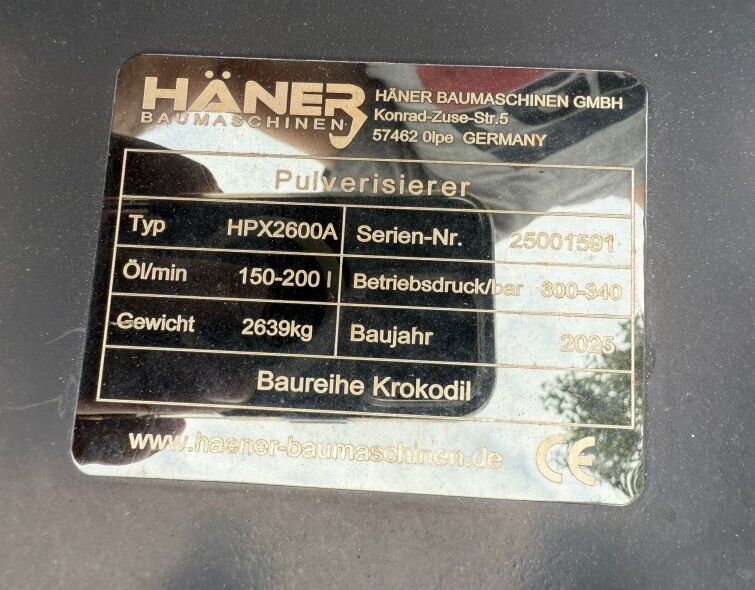 HÄNER
BAUMASCHINEN
HÄNER BAUMASCHINEN GMBH
Konrad-Zuse-Str.5
57462 Olpe GERMANY
Pulverisierer
Typ HPX2600A Serien-Nr. 25001591
Öl/min 150-200 l Betriebsdruck/bar 300-340
Gewicht 2639kg Baujahr 2025
Baureihe Krokodil
www.haener-baumaschinen.de CE